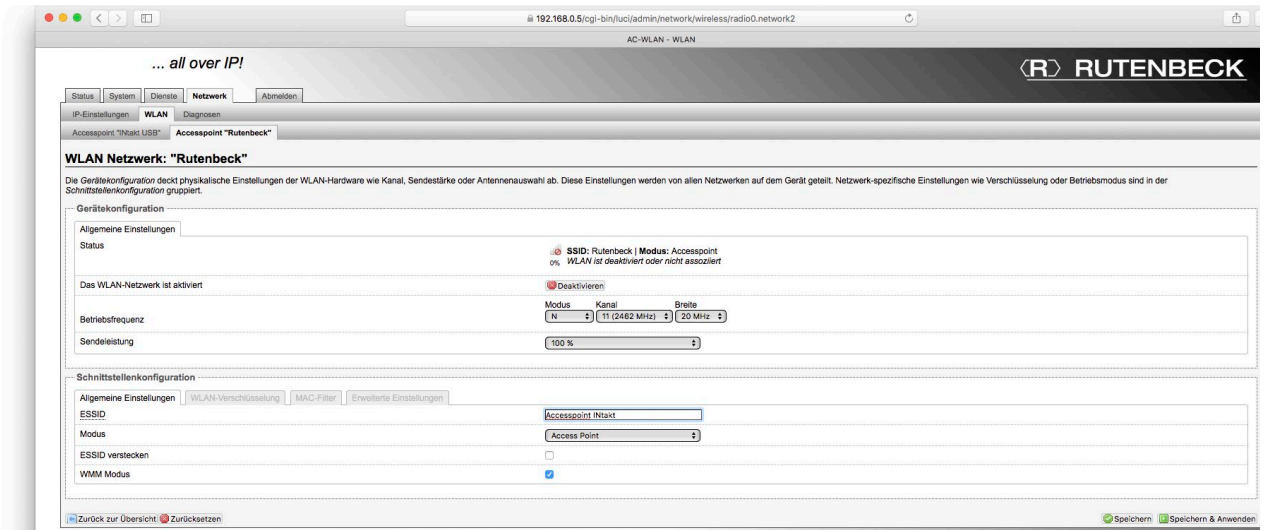 192.168.0.5/cgi-bin/luci/admin/network/wireless/radio0.network2
AC-WLAN - WLAN
... all over IP!
⟨R⟩ RUTENBECK
Status System Dienste Netzwerk Abmelden
IP-Einstellungen WLAN Diagnosen
Accesspoint "INtakt USB" Accesspoint "Rutenbeck"
WLAN Netzwerk: "Rutenbeck"
Die Gerätekonfiguration deckt physikalische Einstellungen der WLAN-Hardware wie Kanal, Sendestärke oder Antennenauswahl ab. Diese Einstellungen werden von allen Netzwerken auf dem Gerät geteilt. Netzwerk-spezifische Einstellungen wie Verschlüsselung oder Betriebsmodus sind in der
Schnittstellenkonfiguration gruppiert.
Gerätekonfiguration
Allgemeine Einstellungen
Status
SSID: Rutenbeck | Modus: Accesspoint
0% WLAN ist deaktiviert oder nicht assoziiert
Das WLAN-Netzwerk ist aktiviert Deaktivieren
Modus Kanal Breite
Betriebsfrequenz N 11 (2462 MHz) 20 MHz
Sendeleistung 100 %
Schnittstellenkonfiguration
Allgemeine Einstellungen WLAN-Verschlüsselung MAC-Filter Erweiterte Einstellungen
ESSID Accesspoint INtakt
Modus Access Point
ESSID verstecken
WMM Modus
Zurück zur Übersicht Zurücksetzen Speichern Speichern & Anwenden